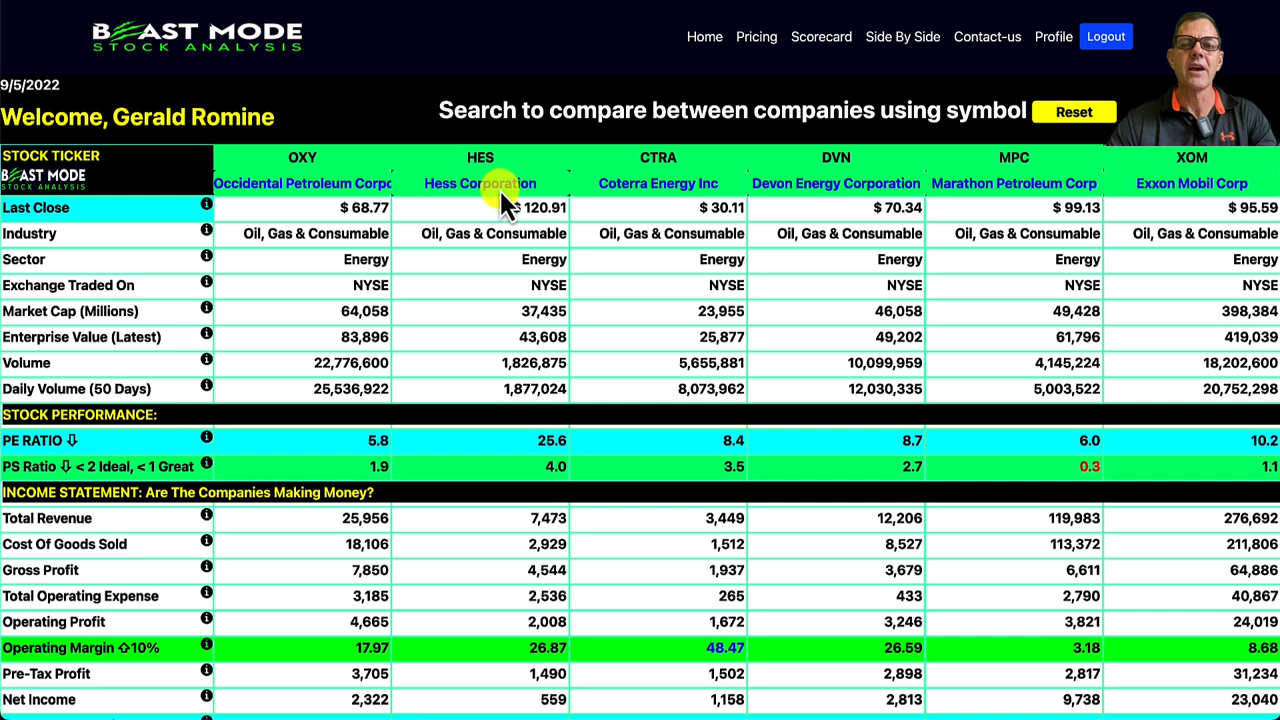 BEAST MODE
STOCK ANALYSIS
Home Pricing Scorecard Side By Side Contact-us Profile Logout
9/5/2022
Welcome, Gerald Romine
Search to compare between companies using symbol Reset
STOCK TICKER OXY HES CTRA DVN MPC XOM
BEAST MODE
STOCK ANALYSIS
Occidental Petroleum Corpc Hess Corporation Coterra Energy Inc Devon Energy Corporation Marathon Petroleum Corp Exxon Mobil Corp
Last Close $ 68.77 $ 120.91 $ 30.11 $ 70.34 $ 99.13 $ 95.59
Industry Oil, Gas & Consumable Oil, Gas & Consumable Oil, Gas & Consumable Oil, Gas & Consumable Oil, Gas & Consumable Oil, Gas & Consumable
Sector Energy Energy Energy Energy Energy Energy
Exchange Traded On NYSE NYSE NYSE NYSE NYSE NYSE
Market Cap (Millions) 64,058 37,435 23,955 46,058 49,428 398,384
Enterprise Value (Latest) 83,896 43,608 25,877 49,202 61,796 419,039
Volume 22,776,600 1,826,875 5,655,881 10,099,959 4,145,224 18,202,600
Daily Volume (50 Days) 25,536,922 1,877,024 8,073,962 12,030,335 5,003,522 20,752,298
STOCK PERFORMANCE:
PE RATIO ⇩ 5.8 25.6 8.4 8.7 6.0 10.2
PS Ratio ⇩ < 2 Ideal, < 1 Great 1.9 4.0 3.5 2.7 0.3 1.1
INCOME STATEMENT: Are The Companies Making Money?
Total Revenue 25,956 7,473 3,449 12,206 119,983 276,692
Cost Of Goods Sold 18,106 2,929 1,512 8,527 113,372 211,806
Gross Profit 7,850 4,544 1,937 3,679 6,611 64,886
Total Operating Expense 3,185 2,536 265 433 2,790 40,867
Operating Profit 4,665 2,008 1,672 3,246 3,821 24,019
Operating Margin ⇧10% 17.97 26.87 48.47 26.59 3.18 8.68
Pre-Tax Profit 3,705 1,490 1,502 2,898 2,817 31,234
Net Income 2,322 559 1,158 2,813 9,738 23,040